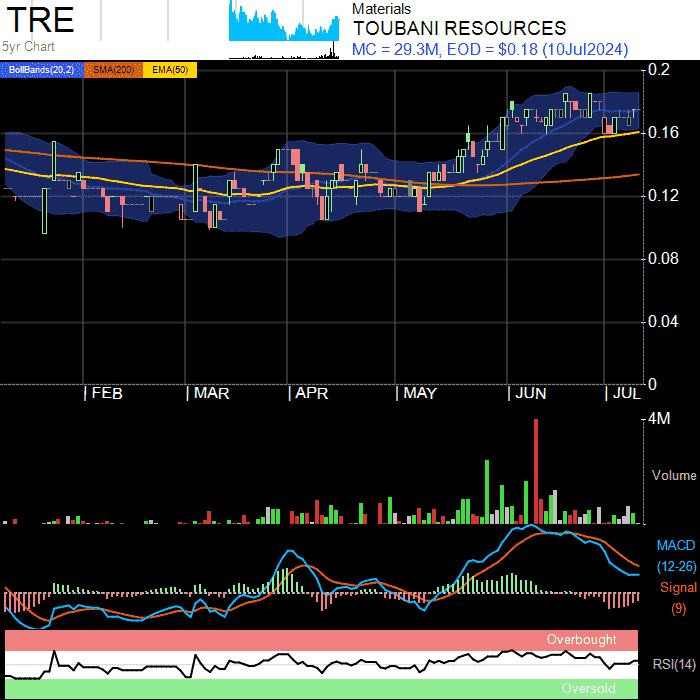 TRE
5yr Chart
Materials
TOUBANI RESOURCES
MC = 29.3M, EOD = $0.18 (10Jul2024)
BollBands(20,2) SMA(200) EMA(50)
0.2
0.16
0.12
0.08
0.04
0
FEB MAR APR MAY JUN JUL
4M
Volume
MACD
(12-26)
Signal
(9)
Overbought
RSI(14)
Oversold